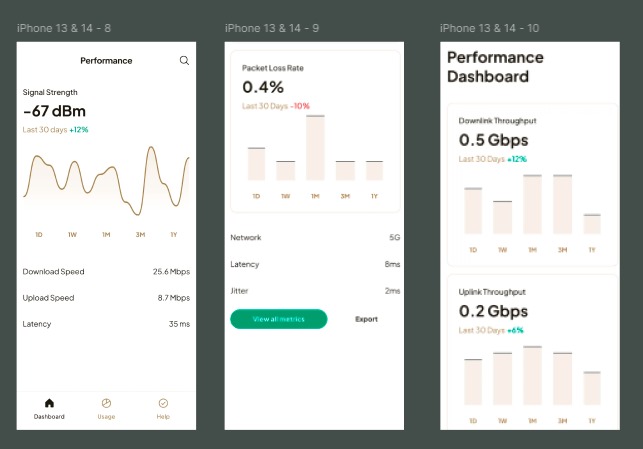 iPhone 13 & 14 - 8
Performance
Signal Strength
-67 dBm
Last 30 days +12%
1D 1W 1M 3M 1Y
Download Speed 25.6 Mbps
Upload Speed 8.7 Mbps
Latency 35 ms
Dashboard Usage Help
iPhone 13 & 14 - 9
Packet Loss Rate
0.4%
Last 30 Days -10%
1D 1W 1M 3M 1Y
Network 5G
Latency 8ms
Jitter 2ms
View all metrics Export
iPhone 13 & 14 - 10
Performance
Dashboard
Downlink Throughput
0.5 Gbps
Last 30 Days +12%
1D 1W 1M 3M 1Y
Uplink Throughput
0.2 Gbps
Last 30 Days +6%
1D 1W 1M 3M 1Y